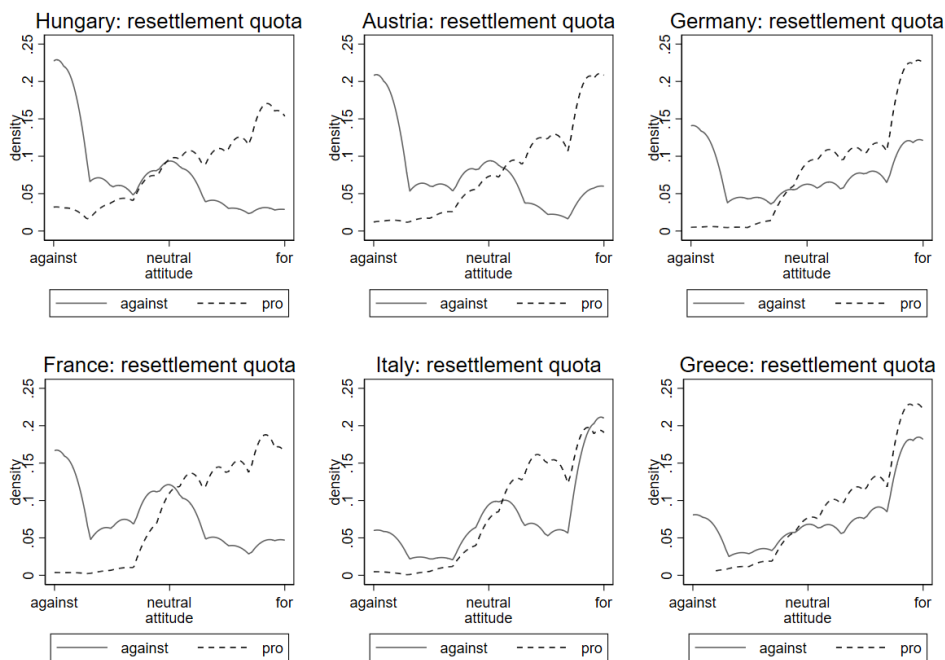 Hungary: resettlement quota
density
0 .05 .1 .15 .2 .25
against neutral for
attitude
against pro
Austria: resettlement quota
density
0 .05 .1 .15 .2 .25
against neutral for
attitude
against pro
Germany: resettlement quota
density
0 .05 .1 .15 .2 .25
against neutral for
attitude
against pro
France: resettlement quota
density
0 .05 .1 .15 .2 .25
against neutral for
attitude
against pro
Italy: resettlement quota
density
0 .05 .1 .15 .2 .25
against neutral for
attitude
against pro
Greece: resettlement quota
density
0 .05 .1 .15 .2 .25
against neutral for
attitude
against pro